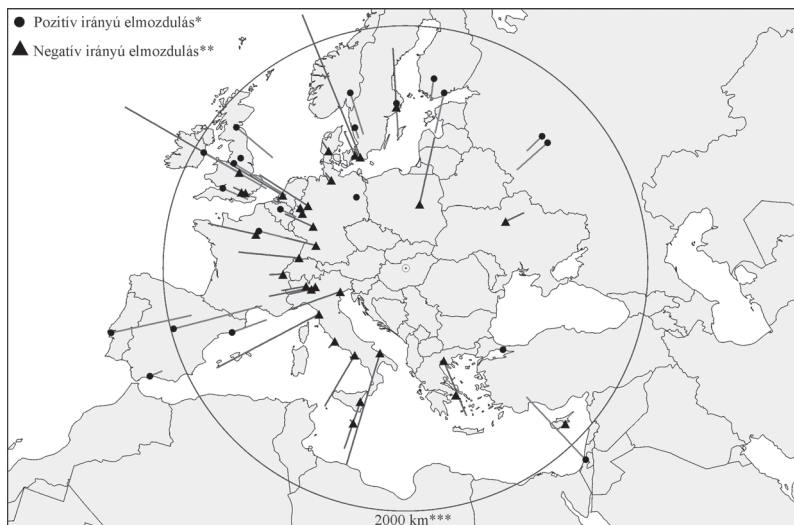 Pozitív irányú elmozdulás*
Negatív irányú elmozdulás**
2000 km***